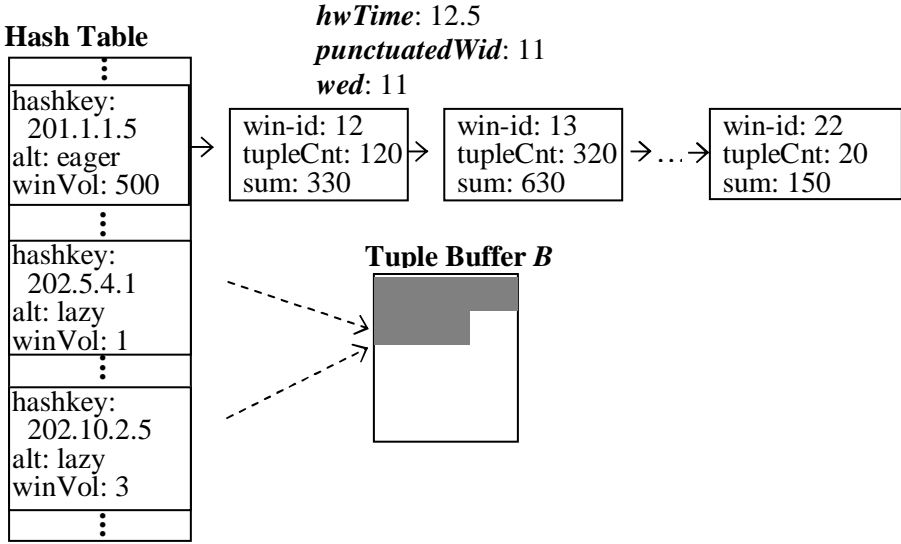 hwTime: 12.5
punctuatedWid: 11
wed: 11
Hash Table
hashkey:
201.1.1.5
alt: eager
winVol: 500
win-id: 12
tupleCnt: 120
sum: 330
win-id: 13
tupleCnt: 320
sum: 630
…
win-id: 22
tupleCnt: 20
sum: 150
hashkey:
202.5.4.1
alt: lazy
winVol: 1
Tuple Buffer B
hashkey:
202.10.2.5
alt: lazy
winVol: 3